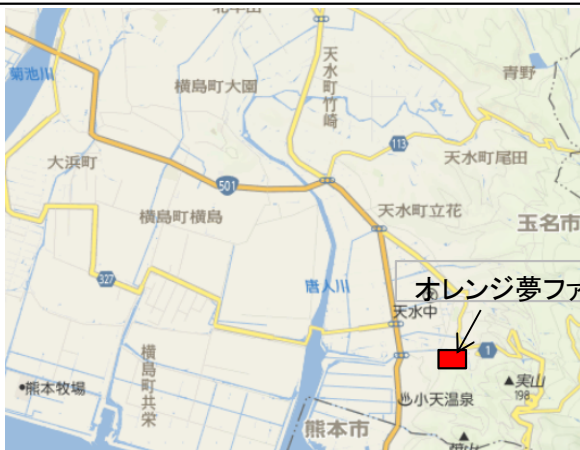 菊池川
横島町大園
天水町竹崎
青野
大浜町
113
天水町尾田
501
横島町横島
天水町立花
玉名市
327
唐人川
オレンジ夢ファ
天水中
横島町共栄
1
熊本牧場
実山
198
小天温泉
熊本市